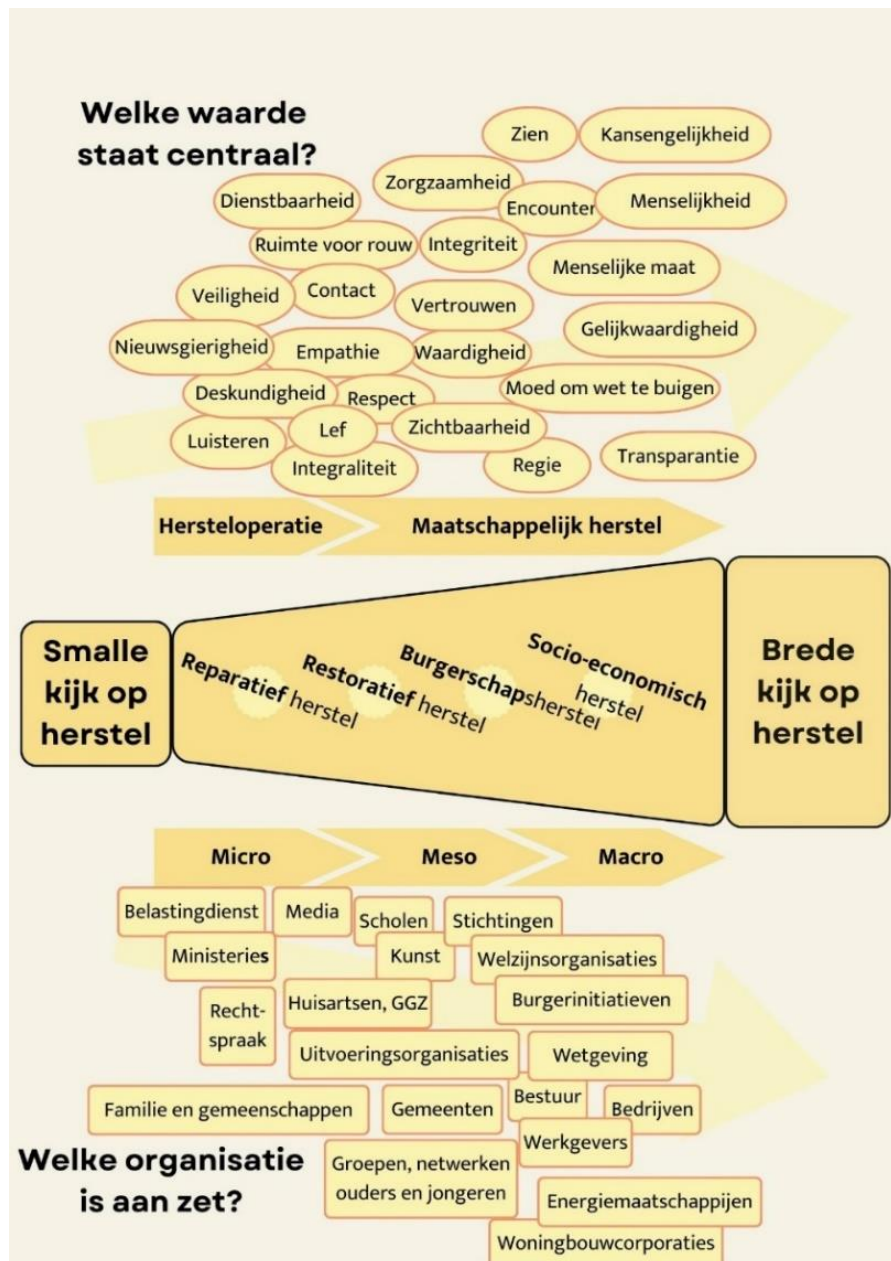 Welke waarde
staat centraal?
Zien
Kansengelijkheid
Zorgzaamheid
Dienstbaarheid
Encounter
Menselijkheid
Ruimte voor rouw
Integriteit
Menselijke maat
Veiligheid
Contact
Vertrouwen
Gelijkwaardigheid
Nieuwsgierigheid
Empathie
Waardigheid
Deskundigheid
Respect
Moed om wet te buigen
Luisteren
Lef
Zichtbaarheid
Integraliteit
Regie
Transparantie
Hersteloperatie
Maatschappelijk herstel
Smalle
kijk op
herstel
Reparatief herstel
Restoratief herstel
Burgerschapsherstel
Socio-economisch
herstel
Brede
kijk op
herstel
Micro
Meso
Macro
Belastingdienst
Media
Scholen
Stichtingen
Ministeries
Kunst
Welzijnsorganisaties
Recht-
spraak
Huisartsen, GGZ
Burgerinitiatieven
Uitvoeringsorganisaties
Wetgeving
Familie en gemeenschappen
Gemeenten
Bestuur
Bedrijven
Werkgevers
Welke organisatie
is aan zet?
Groepen, netwerken
ouders en jongeren
Energiemaatschappijen
Woningbouwcorporaties